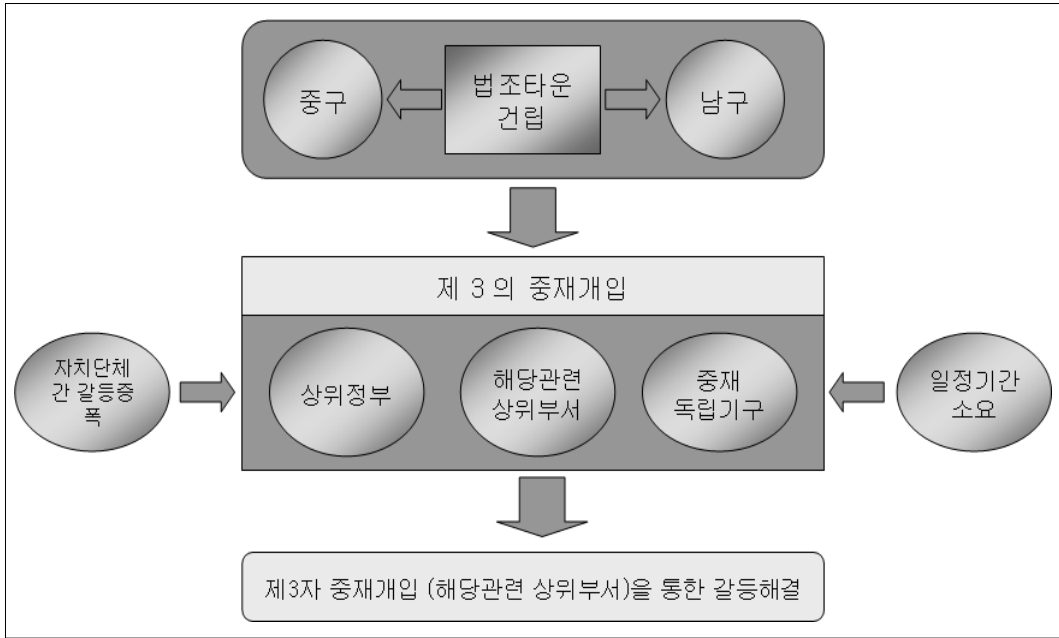 중구
법조타운
건립
남구
제 3 의 중재개입
자치단체
간 갈등증
폭
상위정부
해당관련
상위부서
중재
독립기구
일정기간
소요
제3자 중재개입 (해당관련 상위부서)을 통한 갈등해결